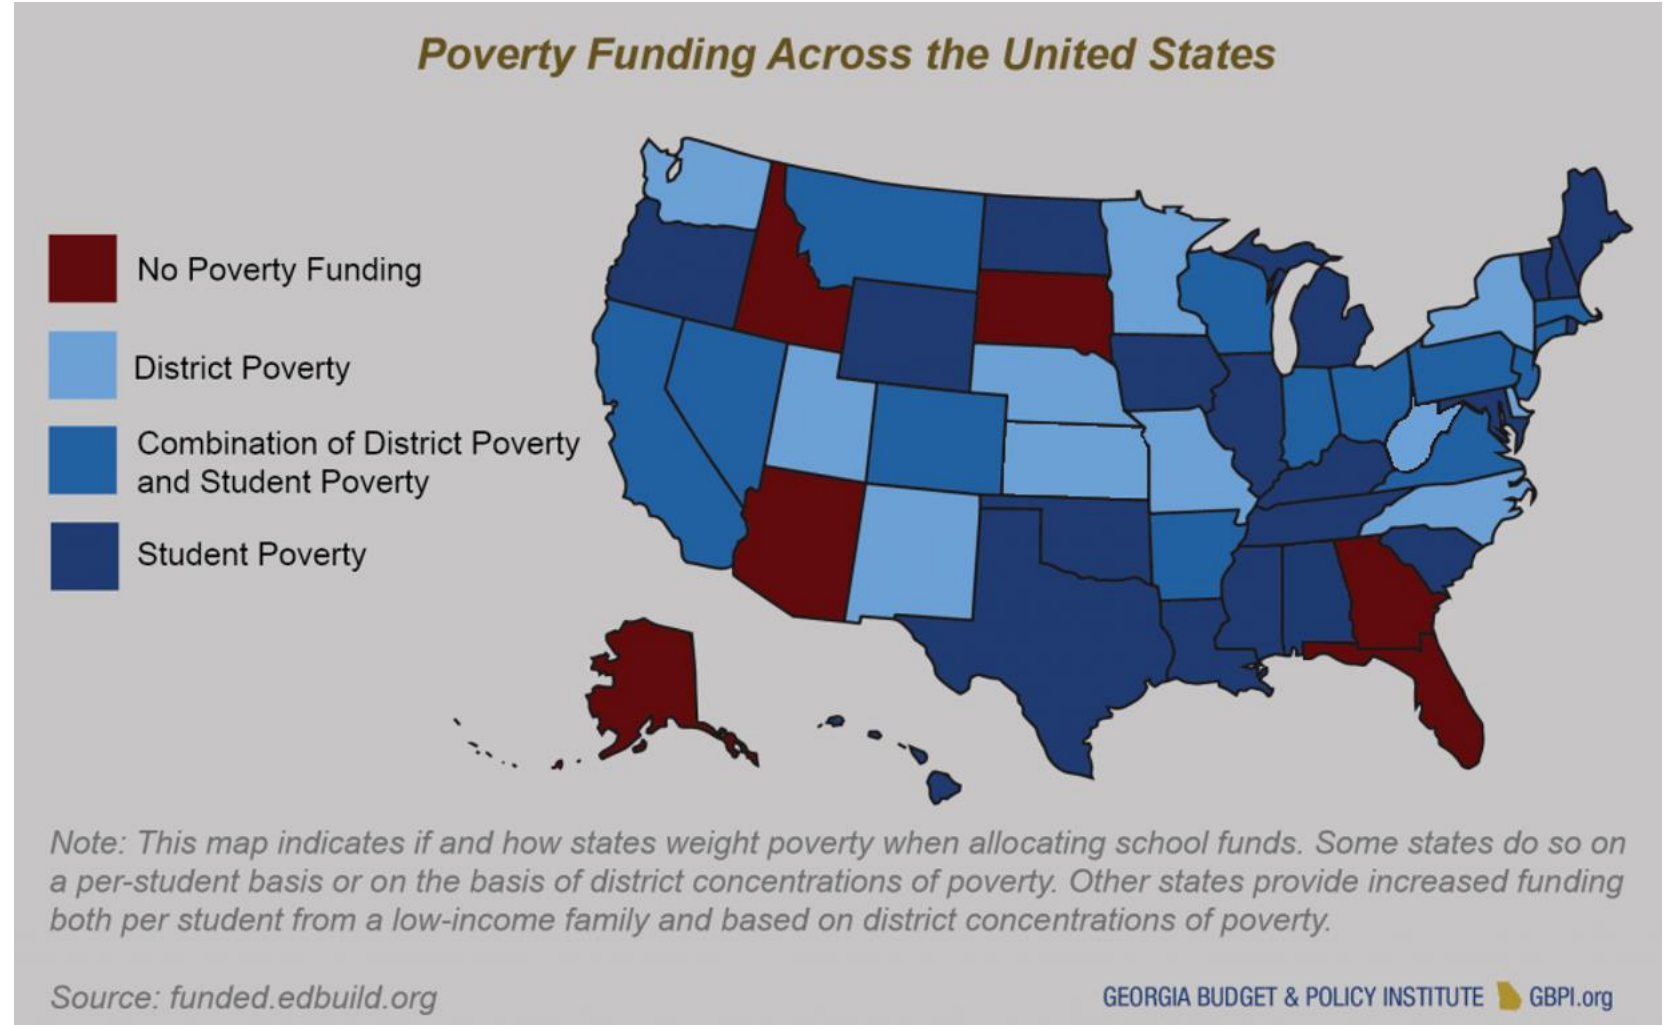 Poverty Funding Across the United States
No Poverty Funding
District Poverty
Combination of District Poverty
and Student Poverty
Student Poverty
Note: This map indicates if and how states weight poverty when allocating school funds. Some states do so on
a per-student basis or on the basis of district concentrations of poverty. Other states provide increased funding
both per student from a low-income family and based on district concentrations of poverty.
Source: funded.edbuild.org
GEORGIA BUDGET & POLICY INSTITUTE GBPI.org